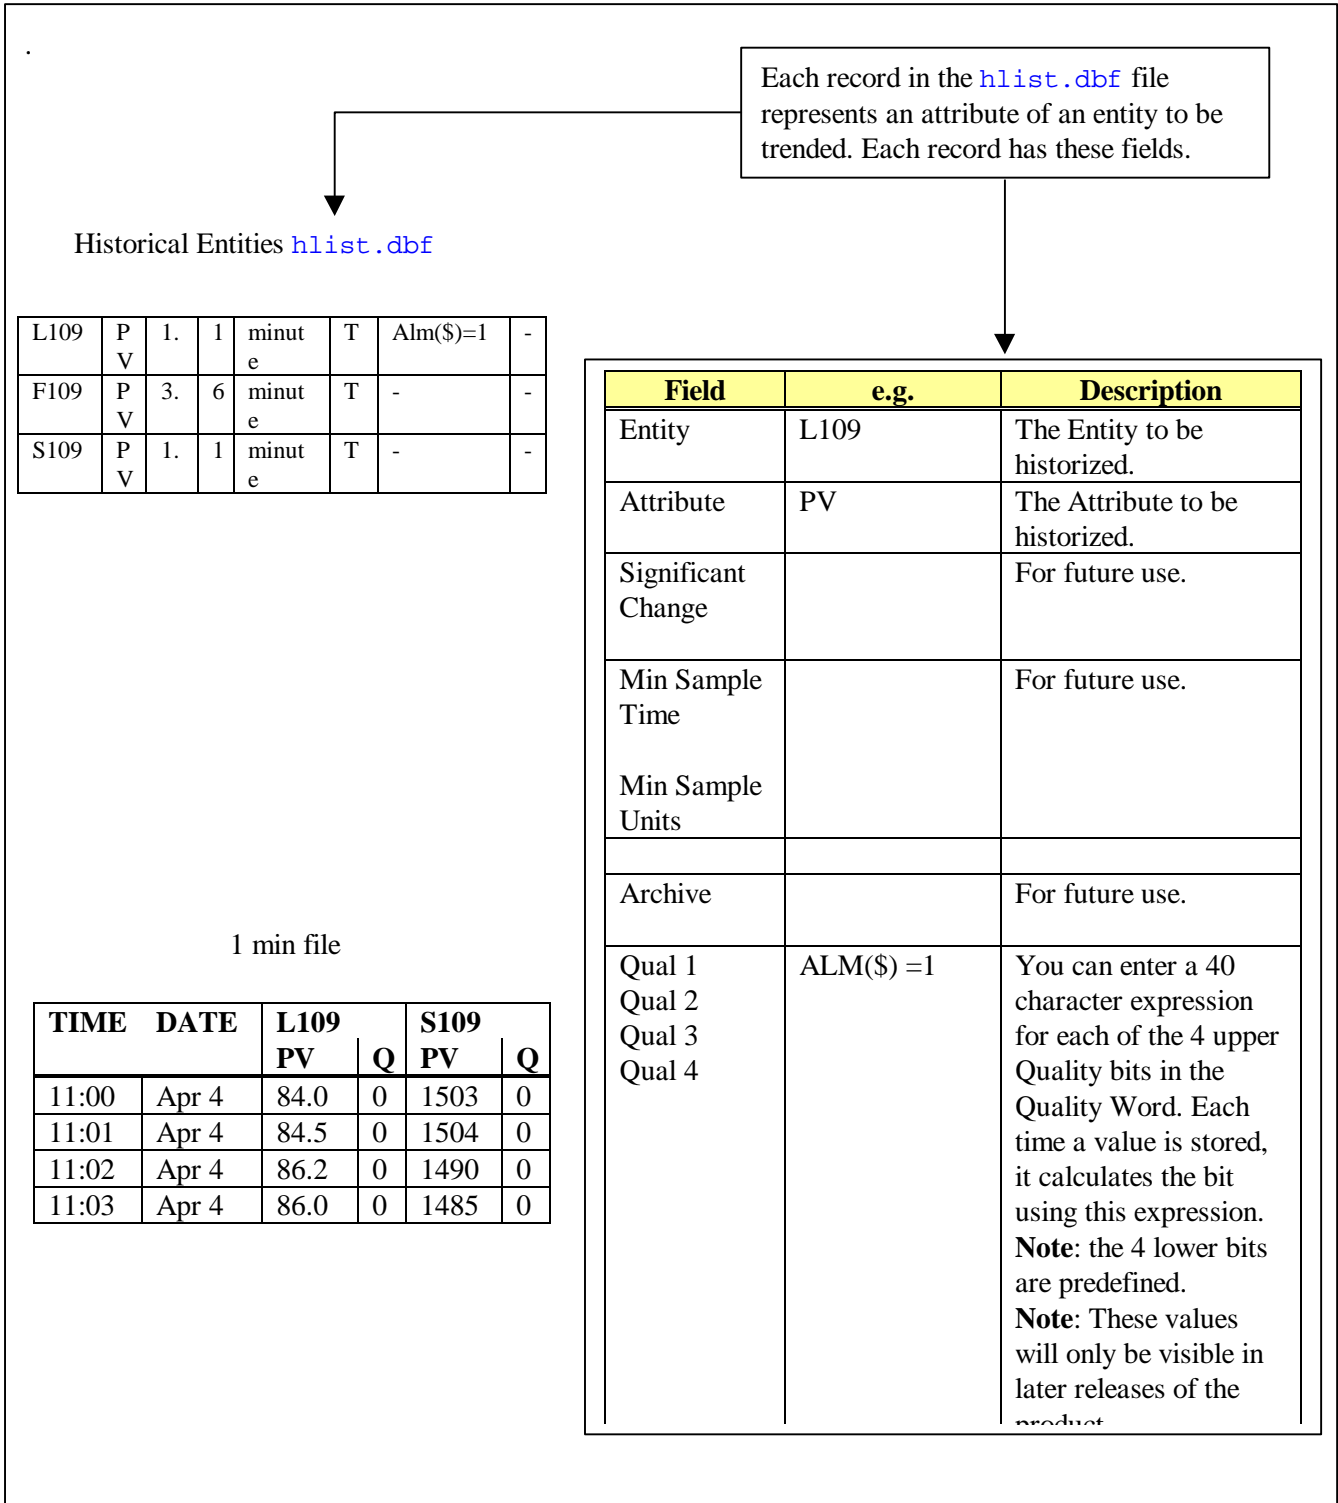 .
Each record in the hlist.dbf file
represents an attribute of an entity to be
trended. Each record has these fields.
Historical Entities hlist.dbf
L109 P 1. 1 minut T Alm($)=1 -
V e
F109 P 3. 6 minut T - -
V e
S109 P 1. 1 minut T - -
V e
Field e.g. Description
Entity L109 The Entity to be
historized.
Attribute PV The Attribute to be
historized.
Significant For future use.
Change
Min Sample For future use.
Time
Min Sample
Units
Archive For future use.
Qual 1 ALM($) =1 You can enter a 40
Qual 2 character expression
Qual 3 for each of the 4 upper
Qual 4 Quality bits in the
Quality Word. Each
time a value is stored,
it calculates the bit
using this expression.
Note: the 4 lower bits
are predefined.
Note: These values
will only be visible in
later releases of the
product
1 min file
TIME DATE L109 S109
PV Q PV Q
11:00 Apr 4 84.0 0 1503 0
11:01 Apr 4 84.5 0 1504 0
11:02 Apr 4 86.2 0 1490 0
11:03 Apr 4 86.0 0 1485 0